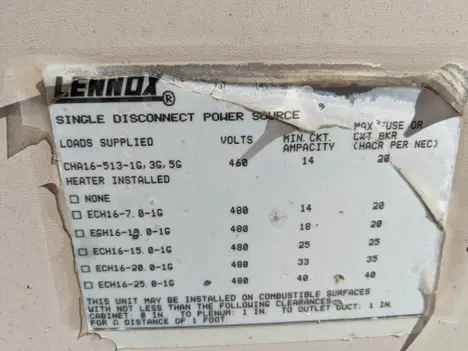 LENNOX®
SINGLE DISCONNECT POWER SOURCE
LOADS SUPPLIED VOLTS MIN.CKT. AMPACITY MAX FUSE OR CKT BKR (HACR PER NEC)
CHA16-513-1G,3G,5G 460 14 20
HEATER INSTALLED
□ NONE
□ ECH16-7.0-1G 480 14 20
□ ECH16-10.0-1G 480 18 20
□ ECH16-15.0-1G 480 25 25
□ ECH16-20.0-1G 480 33 35
□ ECH16-25.0-1G 480 40 40
THIS UNIT MAY BE INSTALLED ON COMBUSTIBLE SURFACES
WITH NOT LESS THAN THE FOLLOWING CLEARANCES
CABINET: 0 IN TO PLENUM: 1 IN TO OUTLET DUCT: 1 IN.
FOR A DISTANCE OF 1 FOOT